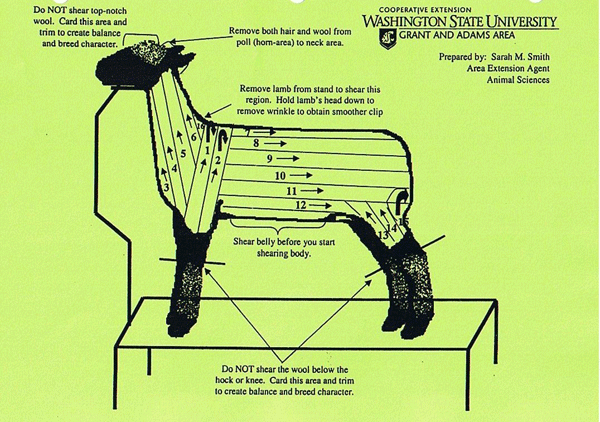 Do NOT shear top-notch
wool. Card this area and
trim to create balance
and breed character.
Remove both hair and wool from
poll (horn-area) to neck area.
COOPERATIVE EXTENSION
WASHINGTON STATE UNIVERSITY
GRANT AND ADAMS AREA
Prepared by: Sarah M. Smith
Area Extension Agent
Animal Sciences
Remove lamb from stand to shear this
region. Hold lamb's head down to
remove wrinkle to obtain smoother clip
16
1
2
3
4
5
6
7
8
9
10
11
12
13
14
15
Shear belly before you start
shearing body.
Do NOT shear the wool below the
hock or knee. Card this area and trim
to create balance and breed character.